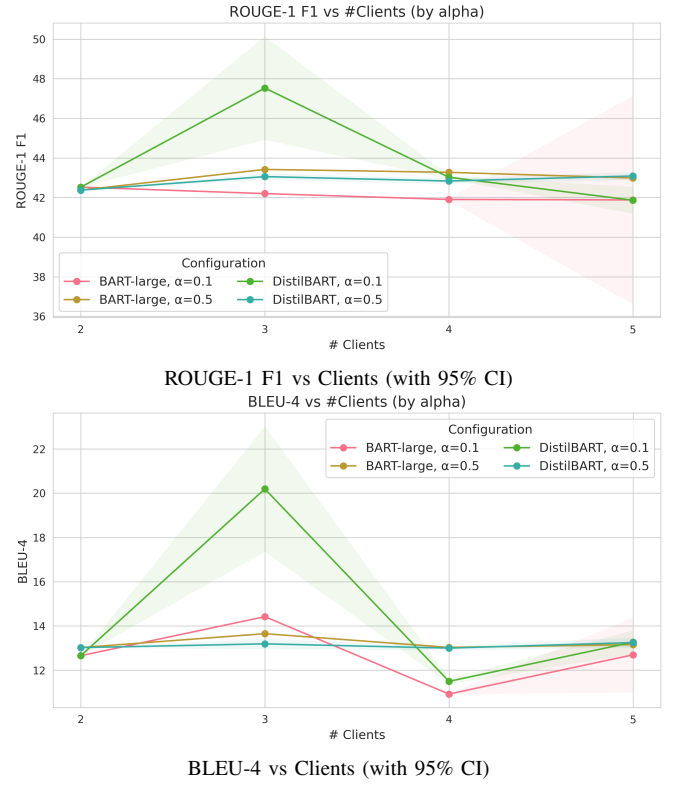 ROUGE-1 F1 vs #Clients (by alpha)
50
48
46
44
42
40
38
36
ROUGE-1 F1
Configuration
BART-large, α=0.1 DistilBART, α=0.1
BART-large, α=0.5 DistilBART, α=0.5
2 3 4 5
# Clients
ROUGE-1 F1 vs Clients (with 95% CI)
BLEU-4 vs #Clients (by alpha)
Configuration
BART-large, α=0.1 DistilBART, α=0.1
BART-large, α=0.5 DistilBART, α=0.5
22
20
18
16
14
12
BLEU-4
2 3 4 5
# Clients
BLEU-4 vs Clients (with 95% CI)